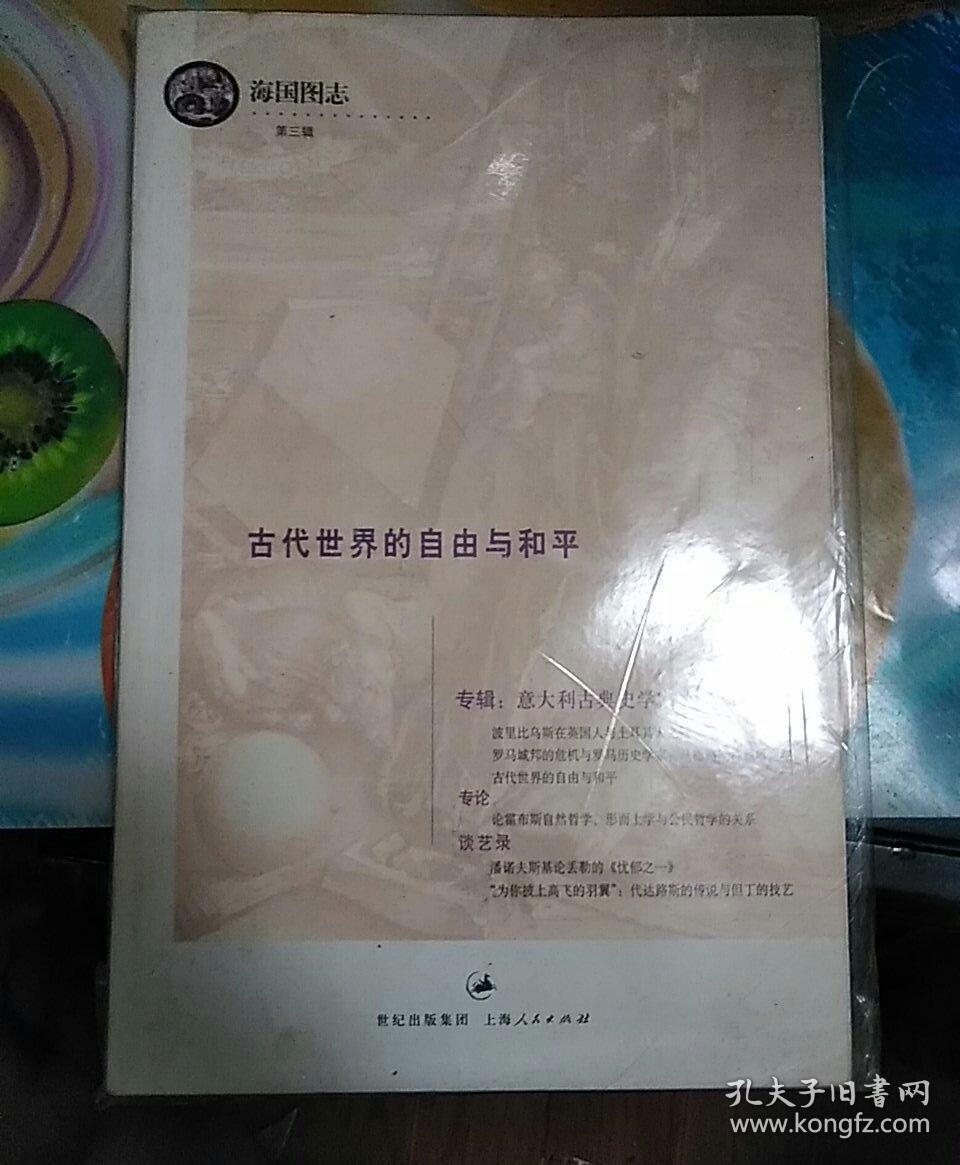 海国图志
第三辑
古代世界的自由与和平
专辑：意大利古典史学
波里比乌斯在英国人与土耳其人
罗马城邦的危机与罗马历史学
古代世界的自由与和平
专论
论霍布斯自然哲学、形而上学与公民哲学的关系
谈艺录
潘诺夫斯基论丢勒的《忧郁之一》
“为你披上高飞的羽翼”：代达路斯的传说与但丁的技艺
世纪出版集团 上海人民出版社
孔夫子旧書网
www.kongfz.com